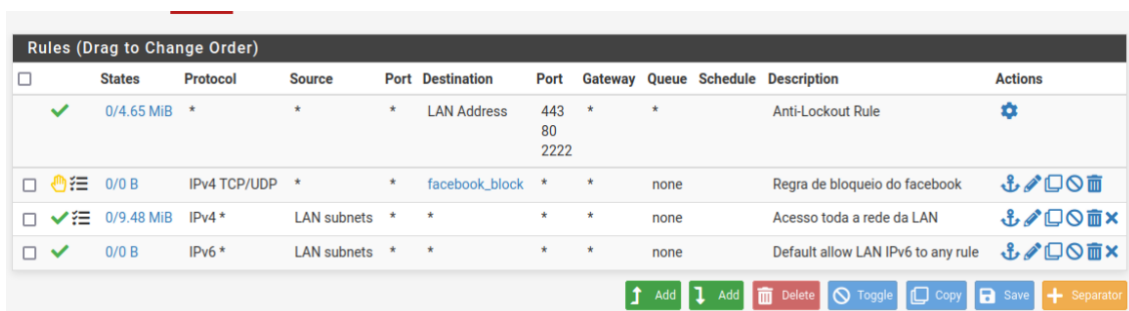 Rules (Drag to Change Order)
States Protocol Source Port Destination Port Gateway Queue Schedule Description Actions
0/4.65 MiB * * * LAN Address 443 * * Anti-Lockout Rule
80
2222
0/0 B IPv4 TCP/UDP * * facebook_block * * none Regra de bloqueio do facebook
0/9.48 MiB IPv4 * LAN subnets * * * * none Acesso toda a rede da LAN
0/0 B IPv6 * LAN subnets * * * * none Default allow LAN IPv6 to any rule
Add Add Delete Toggle Copy Save Separator